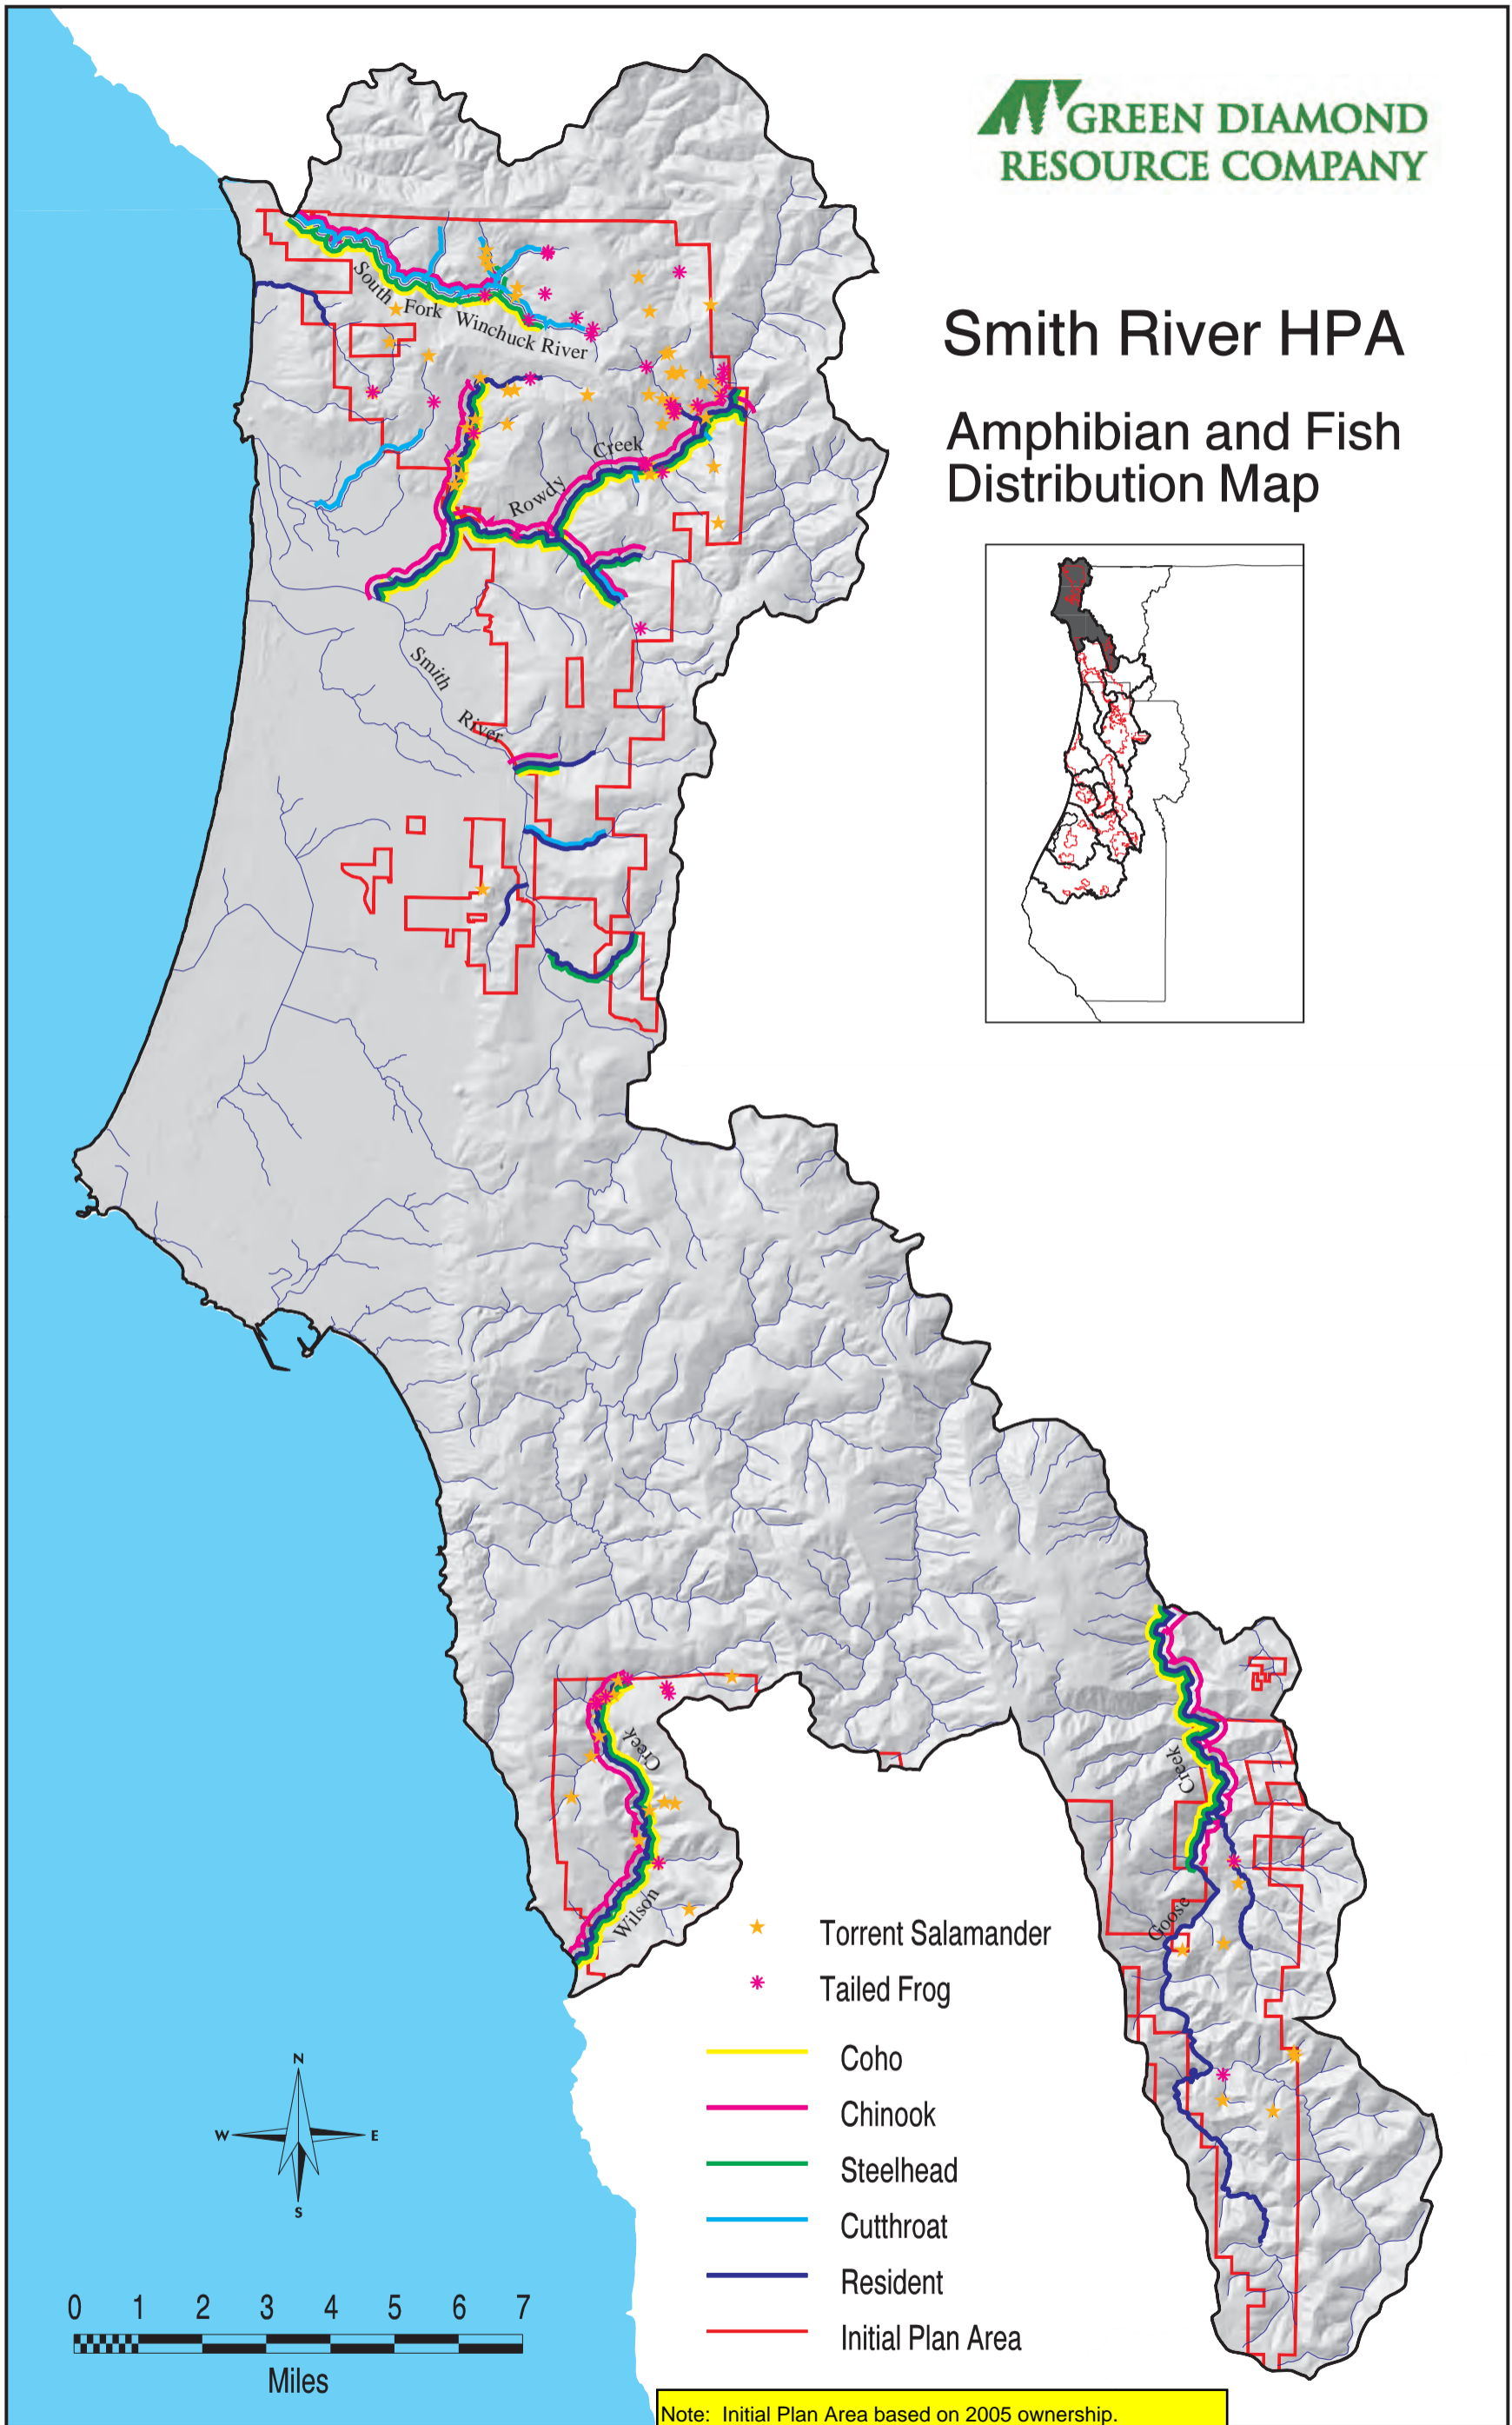 GREEN DIAMOND
RESOURCE COMPANY
Smith River HPA
Amphibian and Fish
Distribution Map
South Fork Winchuck River
Rowdy Creek
Smith River
Wilson Creek
Goose Creek
Torrent Salamander
Tailed Frog
Coho
Chinook
Steelhead
Cutthroat
Resident
Initial Plan Area
N
W E
S
0 1 2 3 4 5 6 7
Miles
Note: Initial Plan Area based on 2005 ownership.